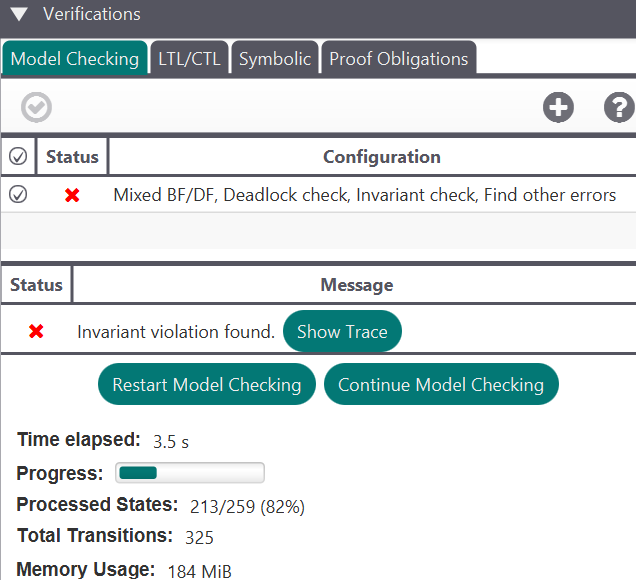 Verifications
Model Checking LTL/CTL Symbolic Proof Obligations
?
Status Configuration
Mixed BF/DF, Deadlock check, Invariant check, Find other errors
Status Message
Invariant violation found. Show Trace
Restart Model Checking Continue Model Checking
Time elapsed: 3.5 s
Progress:
Processed States: 213/259 (82%)
Total Transitions: 325
Memory Usage: 184 MiB